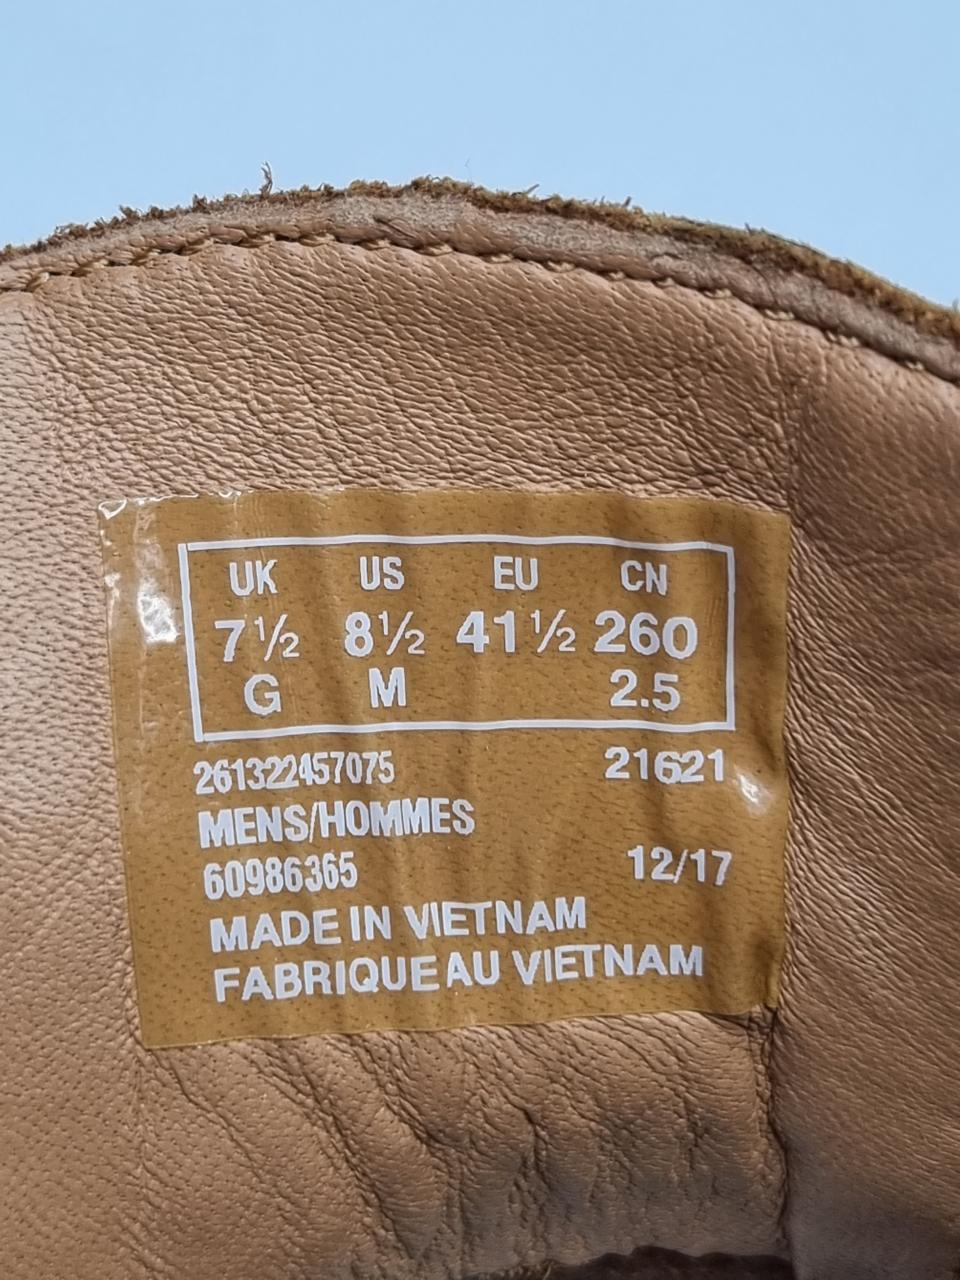 UK US EU CN
7½ 8½ 41½ 260
G M 2.5
261322457075 21621
MENS/HOMMES
60986365 12/17
MADE IN VIETNAM
FABRIQUE AU VIETNAM